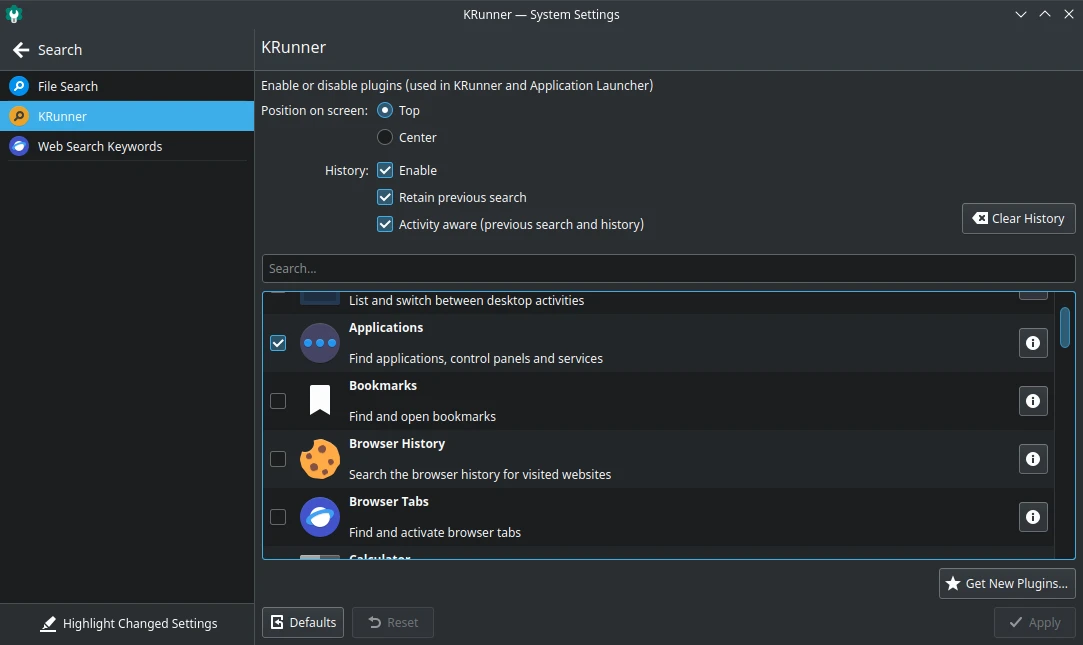 KRunner — System Settings
Search
KRunner
File Search
KRunner
Web Search Keywords
Enable or disable plugins (used in KRunner and Application Launcher)
Position on screen: Top
Center
History: Enable
Retain previous search
Activity aware (previous search and history)
Clear History
Search...
List and switch between desktop activities
Applications
Find applications, control panels and services
Bookmarks
Find and open bookmarks
Browser History
Search the browser history for visited websites
Browser Tabs
Find and activate browser tabs
Calculator
Get New Plugins...
Highlight Changed Settings
Defaults
Reset
Apply